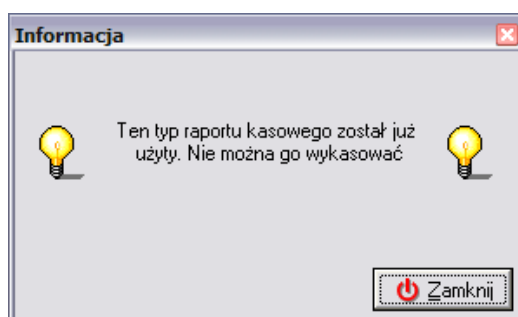 Informacja
Ten typ raportu kasowego został już
użyty. Nie można go wykasować
Zamknij